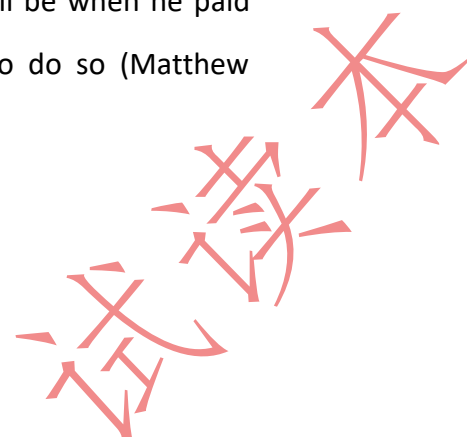 ll be when he paid
o do so (Matthew
试读本